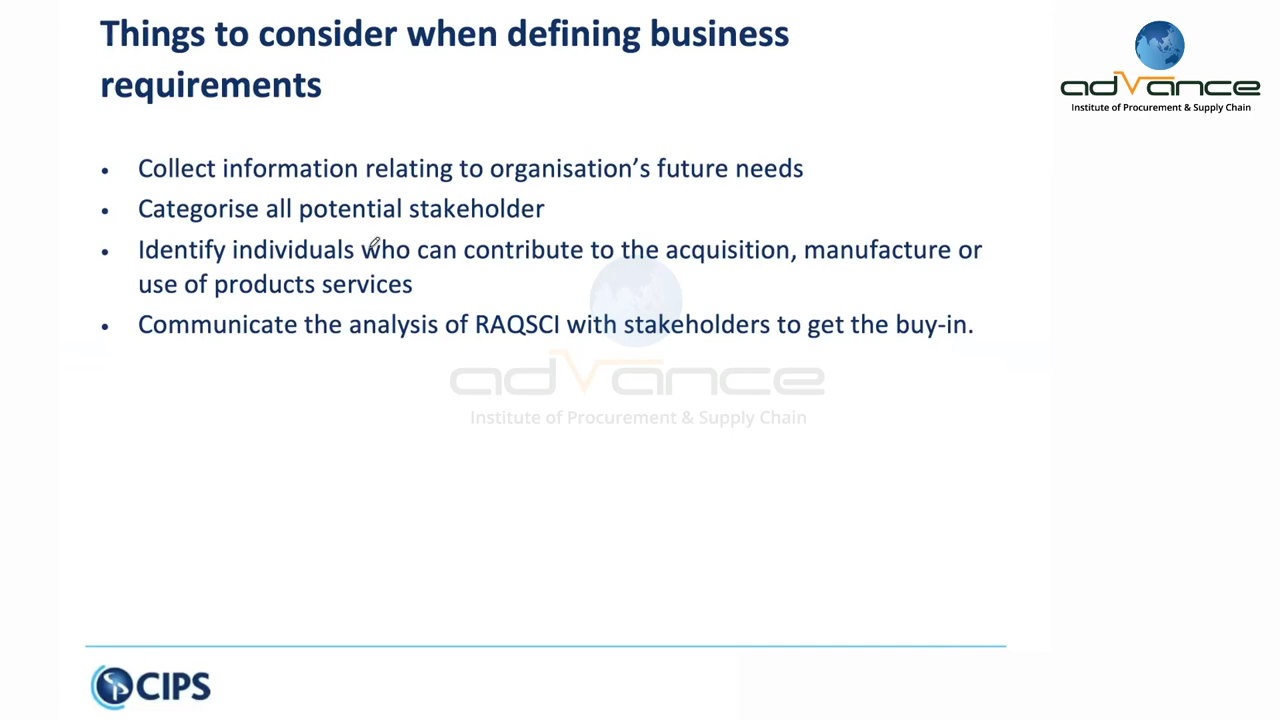 Things to consider when defining business
requirements
adVance
Institute of Procurement & Supply Chain
• Collect information relating to organisation’s future needs
• Categorise all potential stakeholder
• Identify individuals who can contribute to the acquisition, manufacture or
use of products services
• Communicate the analysis of RAQSCI with stakeholders to get the buy-in.
adVance
Institute of Procurement & Supply Chain
CIPS